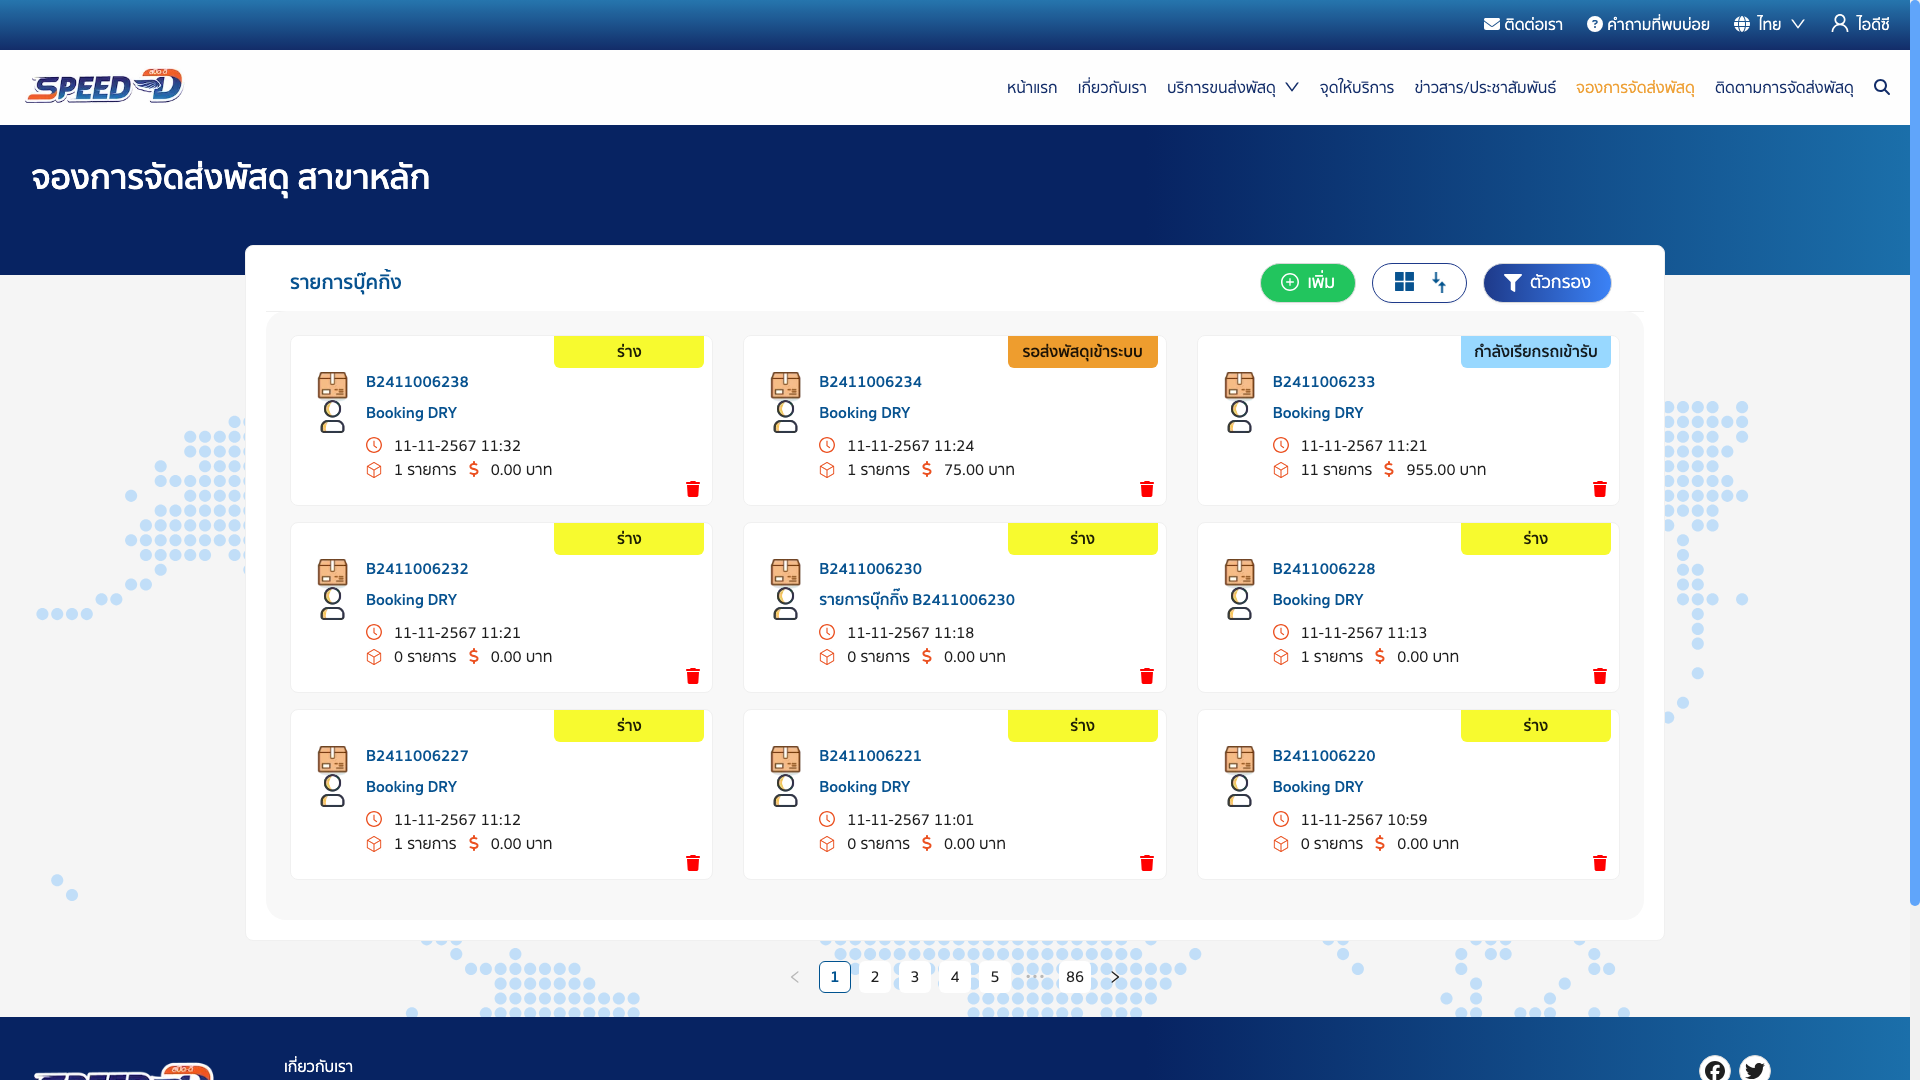 ติดต่อเรา
คำถามที่พบบ่อย
ไทย
ไอดีซี
SPEED-D
สปีด-ดี
หน้าแรก
เกี่ยวกับเรา
บริการขนส่งพัสดุ
จุดให้บริการ
ข่าวสาร/ประชาสัมพันธ์
จองการจัดส่งพัสดุ
ติดตามการจัดส่งพัสดุ
จองการจัดส่งพัสดุ สาขาหลัก
รายการบุ๊คกิ้ง
เพิ่ม
ตัวกรอง
ร่าง
B2411006238
Booking DRY
11-11-2567 11:32
1 รายการ $ 0.00 บาท
รอส่งพัสดุเข้าระบบ
B2411006234
Booking DRY
11-11-2567 11:24
1 รายการ $ 75.00 บาท
กำลังเรียกรถเข้ารับ
B2411006233
Booking DRY
11-11-2567 11:21
11 รายการ $ 955.00 บาท
ร่าง
B2411006232
Booking DRY
11-11-2567 11:21
0 รายการ $ 0.00 บาท
ร่าง
B2411006230
รายการบุ๊กกิ๊ง B2411006230
11-11-2567 11:18
0 รายการ $ 0.00 บาท
ร่าง
B2411006228
Booking DRY
11-11-2567 11:13
1 รายการ $ 0.00 บาท
ร่าง
B2411006227
Booking DRY
11-11-2567 11:12
1 รายการ $ 0.00 บาท
ร่าง
B2411006221
Booking DRY
11-11-2567 11:01
0 รายการ $ 0.00 บาท
ร่าง
B2411006220
Booking DRY
11-11-2567 10:59
0 รายการ $ 0.00 บาท
1 2 3 4 5 ••• 86
เกี่ยวกับเรา